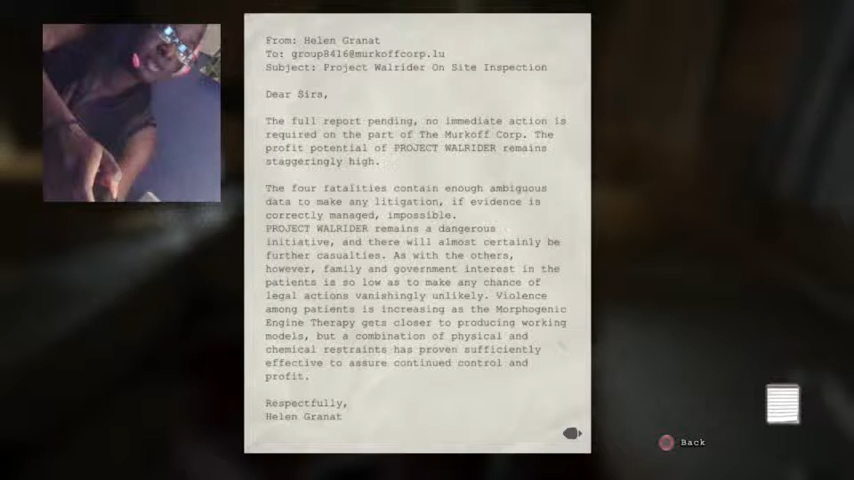 From: Helen Granat
To: group8416@murkoffcorp.lu
Subject: Project Walrider On Site Inspection
Dear Sirs,
The full report pending, no immediate action is
required on the part of The Murkoff Corp. The
profit potential of PROJECT WALRIDER remains
staggeringly high.
The four fatalities contain enough ambiguous
data to make any litigation, if evidence is
correctly managed, impossible.
PROJECT WALRIDER remains a dangerous
initiative, and there will almost certainly be
further casualties. As with the others,
however, family and government interest in the
patients is so low as to make any chance of
legal actions vanishingly unlikely. Violence
among patients is increasing as the Morphogenic
Engine Therapy gets closer to producing working
models, but a combination of physical and
chemical restraints has proven sufficiently
effective to assure continued control and
profit.
Respectfully,
Helen Granat
Back